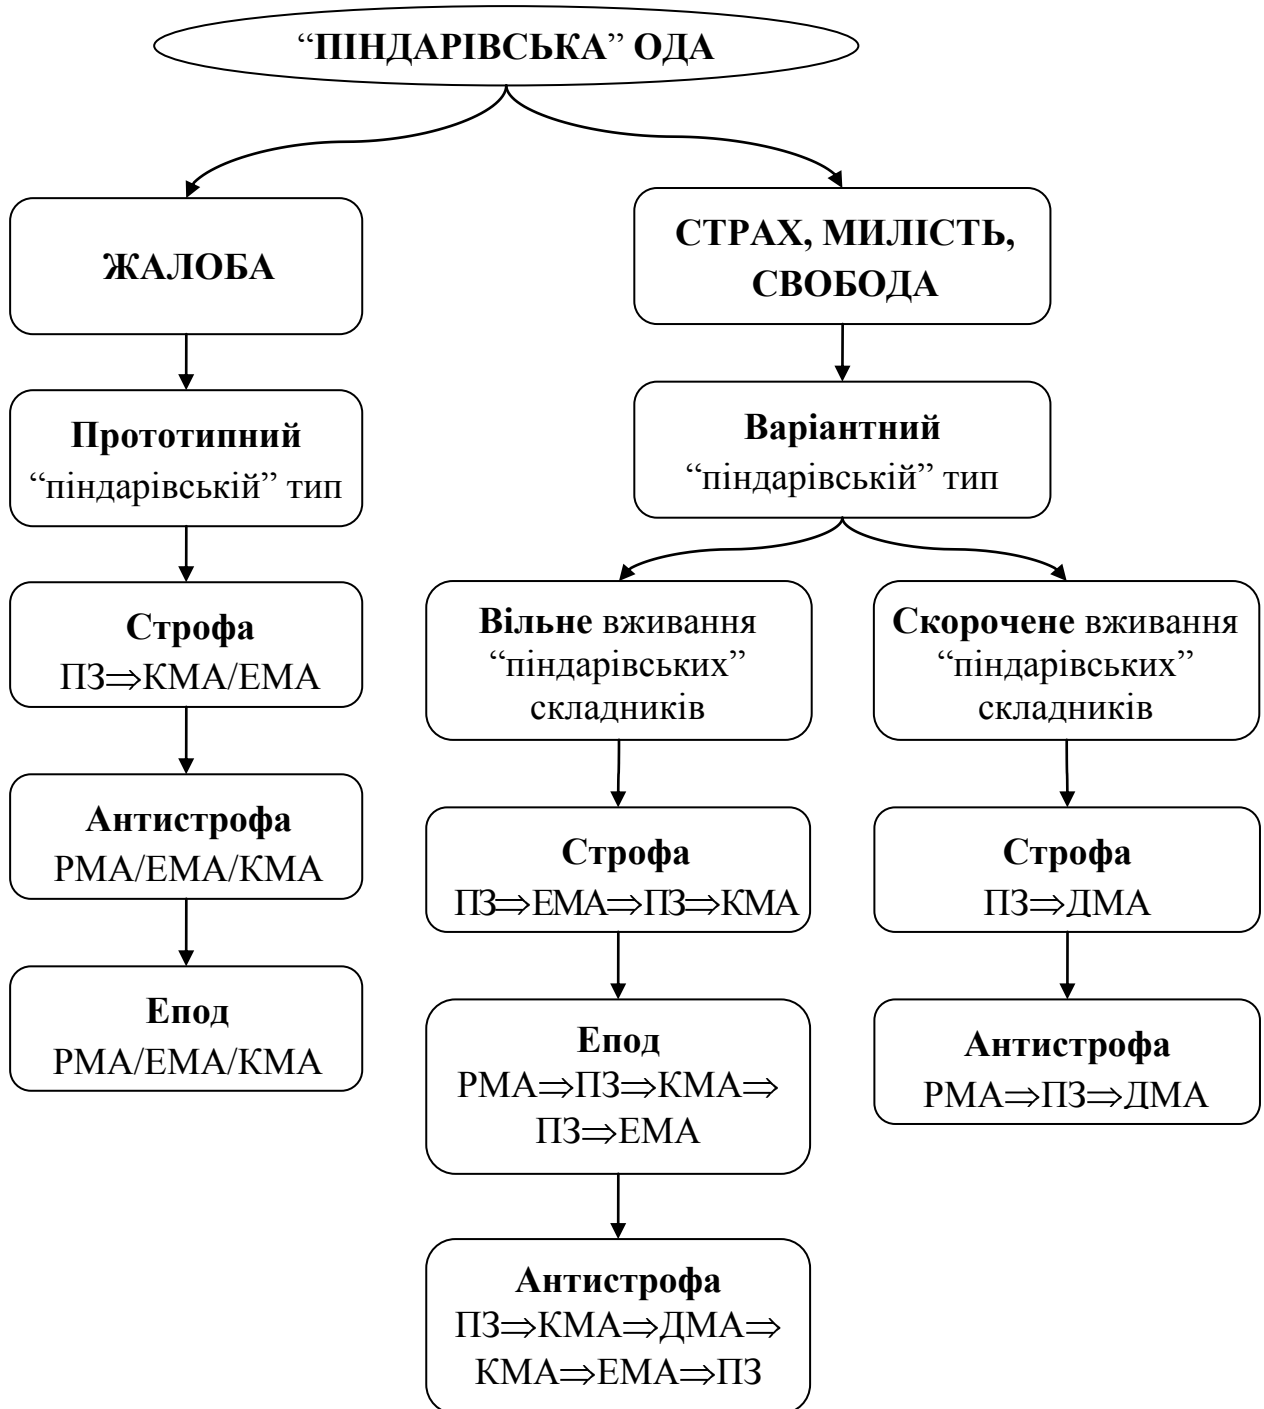 “ПІНДАРІВСЬКА” ОДА
ЖАЛОБА
Прототипний
“піндарівській” тип
Строфа
ПЗ⇒КМА/ЕМА
Антистрофа
РМА/ЕМА/КМА
Епод
РМА/ЕМА/КМА
СТРАХ, МИЛІСТЬ,
СВОБОДА
Варіантний
“піндарівській” тип
Вільне вживання
“піндарівських”
складників
Строфа
ПЗ⇒ЕМА⇒ПЗ⇒КМА
Епод
РМА⇒ПЗ⇒КМА⇒
ПЗ⇒ЕМА
Антистрофа
ПЗ⇒КМА⇒ДМА⇒
КМА⇒ЕМА⇒ПЗ
Скорочене вживання
“піндарівських”
складників
Строфа
ПЗ⇒ДМА
Антистрофа
РМА⇒ПЗ⇒ДМА